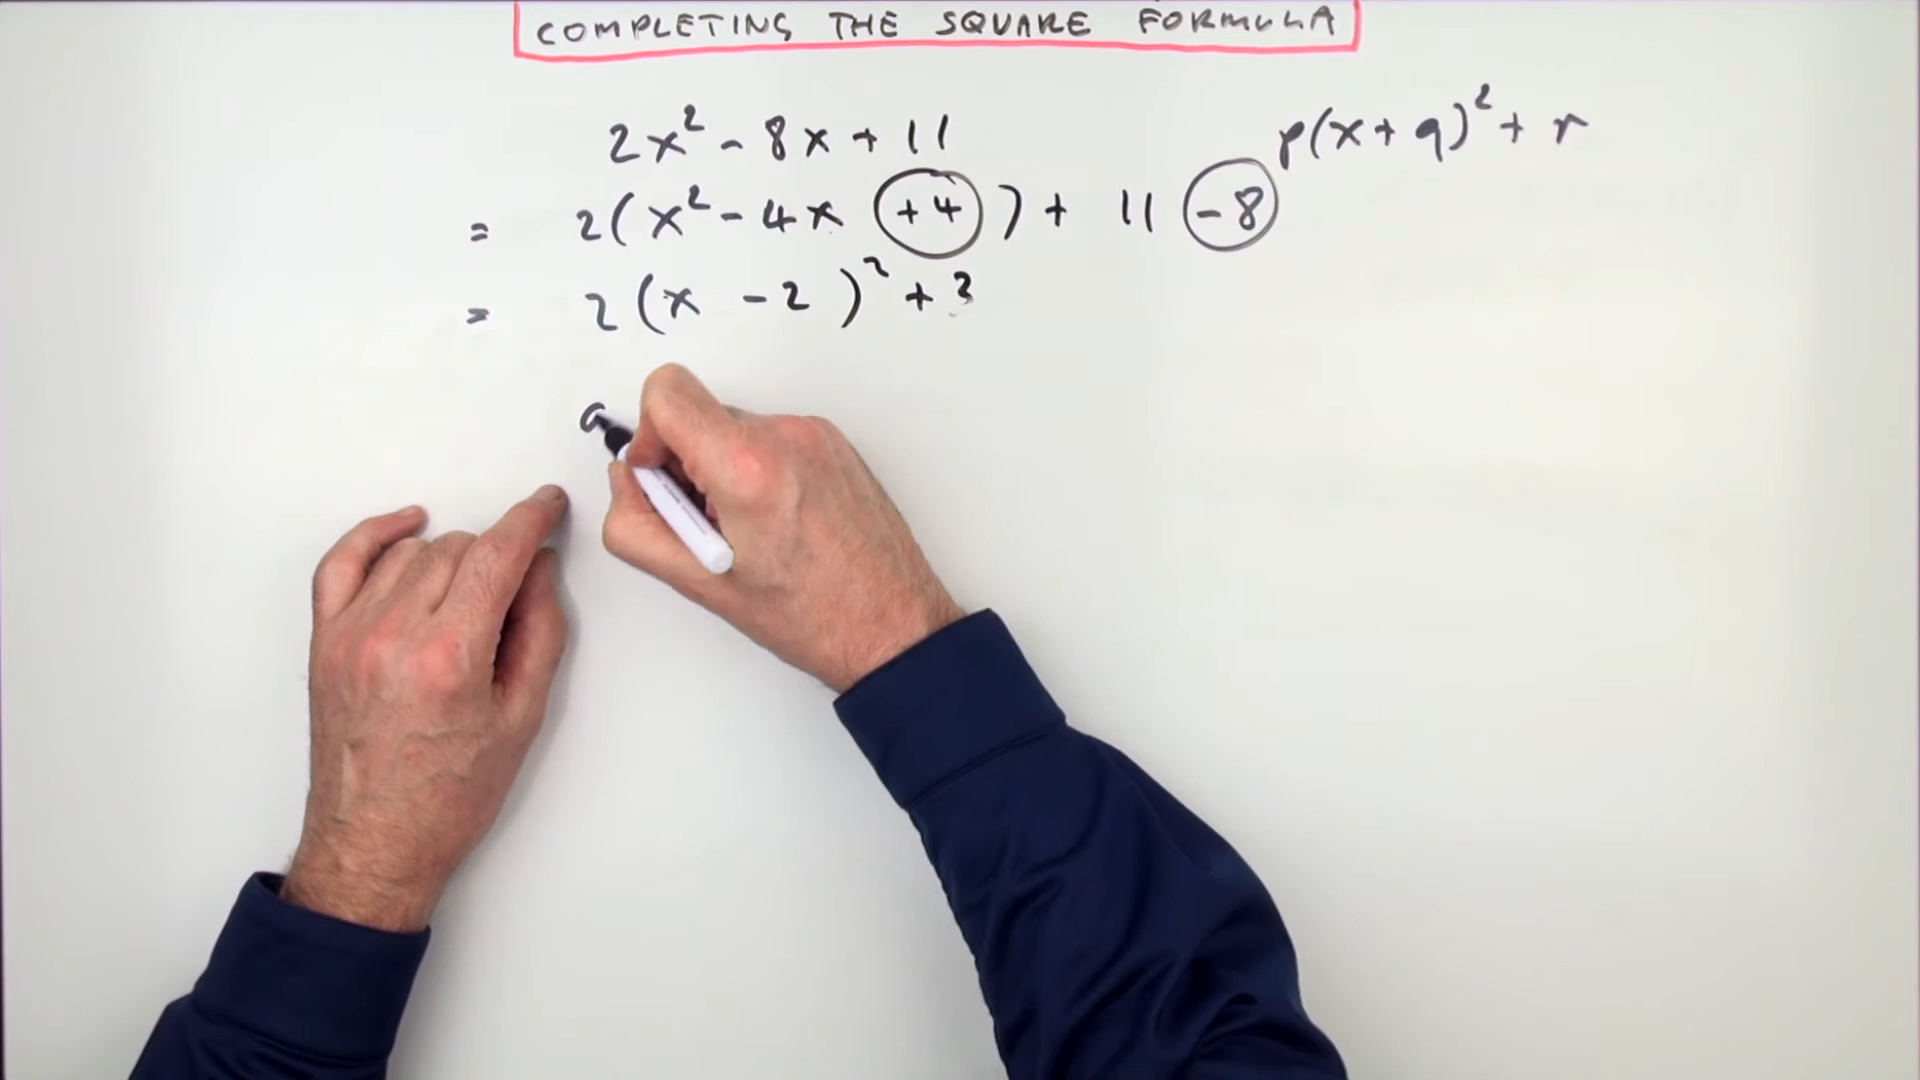 COMPLETING THE SQUARE FORMULA
2x² - 8x + 11
p(x + q)² + r
= 2(x² - 4x +4) + 11 -8
= 2(x - 2)² + 3
a